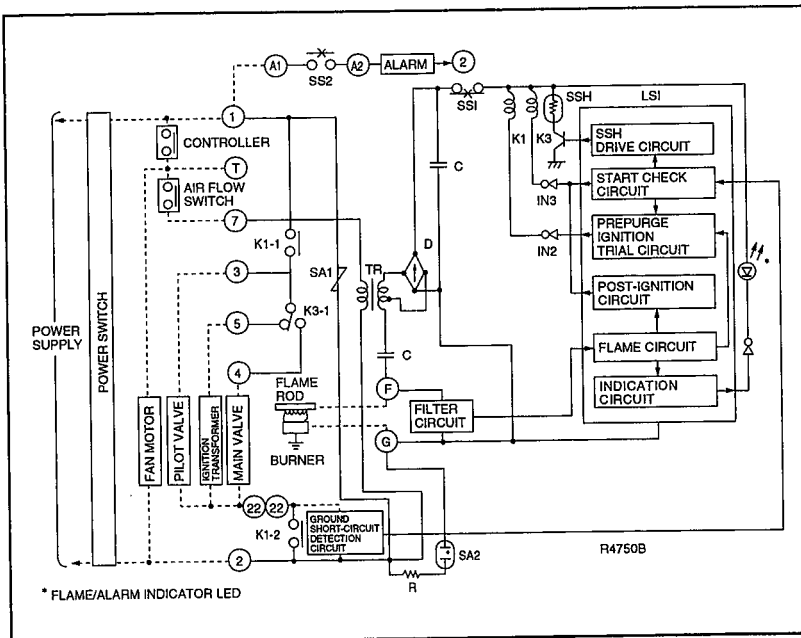 A1
SS2
A2
ALARM
2
1
CONTROLLER
T
AIR FLOW
SWITCH
7
K1-1
3
5
K3-1
4
SA1
TR
D
C
C
SS1
K1
K3
SSH
IN3
IN2
LSI
SSH
DRIVE CIRCUIT
START CHECK
CIRCUIT
PREPURGE
IGNITION
TRIAL CIRCUIT
POST-IGNITION
CIRCUIT
FLAME CIRCUIT
INDICATION
CIRCUIT
*
POWER
SUPPLY
POWER SWITCH
FAN MOTOR
PILOT VALVE
IGNITION
TRANSFORMER
MAIN VALVE
FLAME
ROD
BURNER
F
G
FILTER
CIRCUIT
22
22
K1-2
GROUND
SHORT-CIRCUIT
DETECTION
CIRCUIT
2
R
SA2
R4750B
* FLAME/ALARM INDICATOR LED